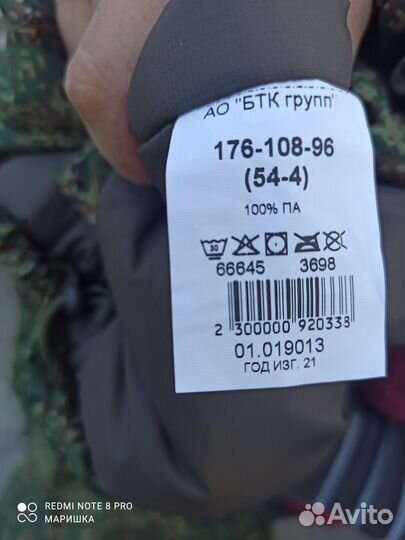 АО "БТК групп"
176-108-96
(54-4)
100% ПА
30
66645 3698
2 300000 920338
01.019013
ГОД ИЗГ. 21
REDMI NOTE 8 PRO
МАРИШКА
Avito